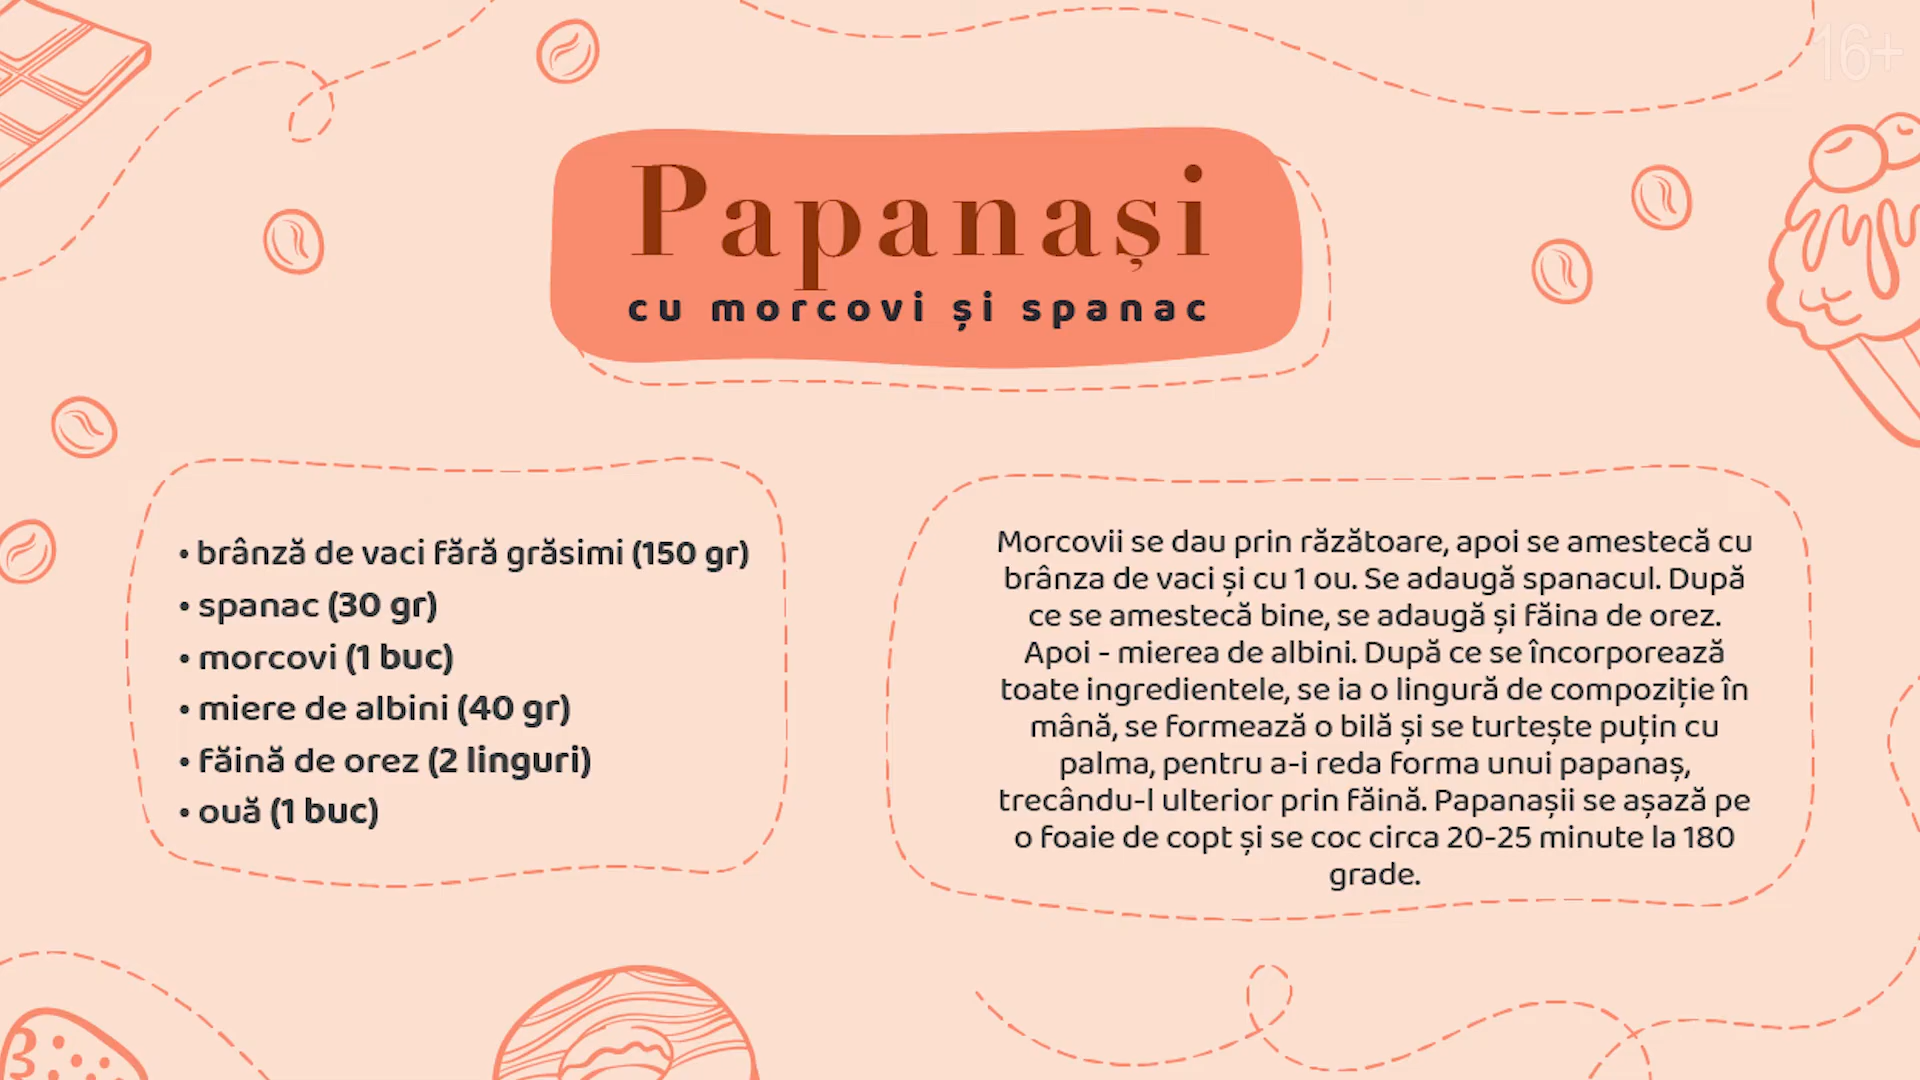 16+
Papanași
cu morcovi și spanac
• brânză de vaci fără grăsimi (150 gr)
• spanac (30 gr)
• morcovi (1 buc)
• miere de albini (40 gr)
• făină de orez (2 linguri)
• ouă (1 buc)
Morcovii se dau prin răzătoare, apoi se amestecă cu
brânza de vaci și cu 1 ou. Se adaugă spanacul. După
ce se amestecă bine, se adaugă și făina de orez.
Apoi - mierea de albini. După ce se încorporează
toate ingredientele, se ia o lingură de compoziție în
mână, se formează o bilă și se turtește puțin cu
palma, pentru a-i reda forma unui papanaș,
trecându-l ulterior prin făină. Papanașii se așază pe
o foaie de copt și se coc circa 20-25 minute la 180
grade.